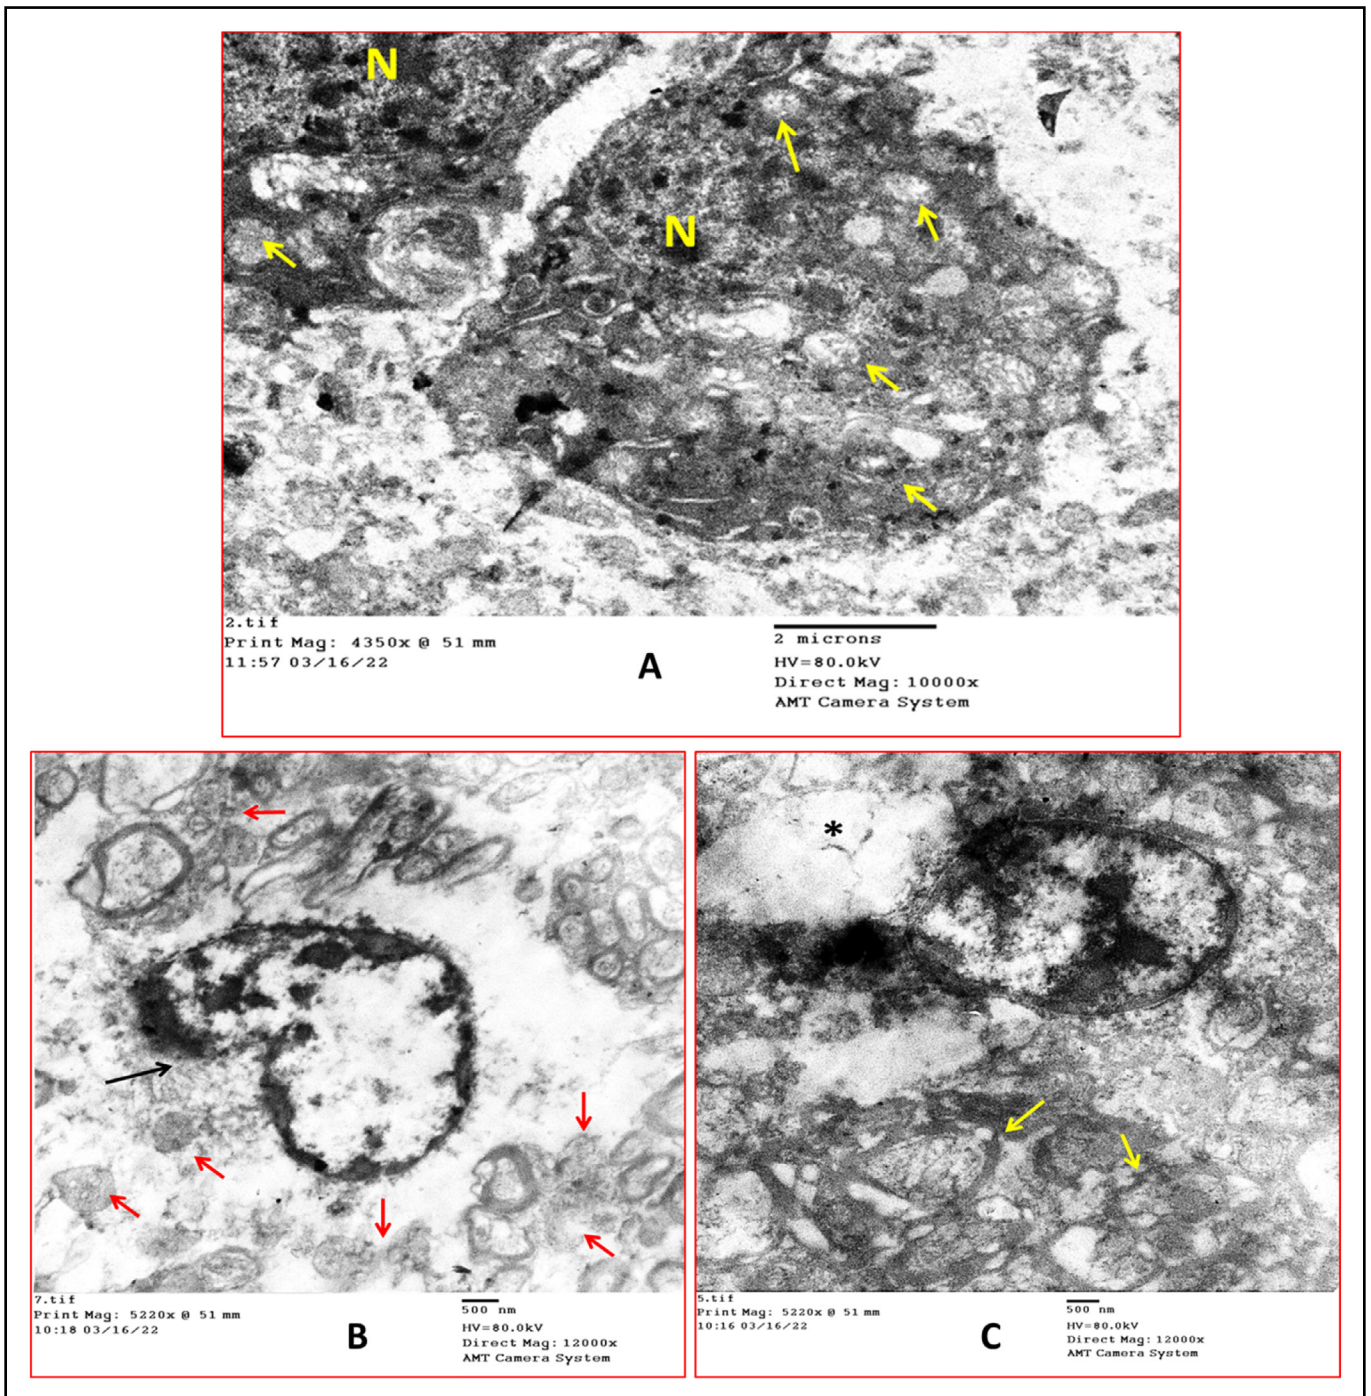 N
N
2.tif
Print Mag: 4350x @ 51 mm
11:57 03/16/22
2 microns
HV=80.0kV
Direct Mag: 10000x
AMT Camera System
A
*
7.tif
Print Mag: 5220x @ 51 mm
10:18 03/16/22
500 nm
HV=80.0kV
Direct Mag: 12000x
AMT Camera System
B
5.tif
Print Mag: 5220x @ 51 mm
10:16 03/16/22
500 nm
HV=80.0kV
Direct Mag: 12000x
AMT Camera System
C